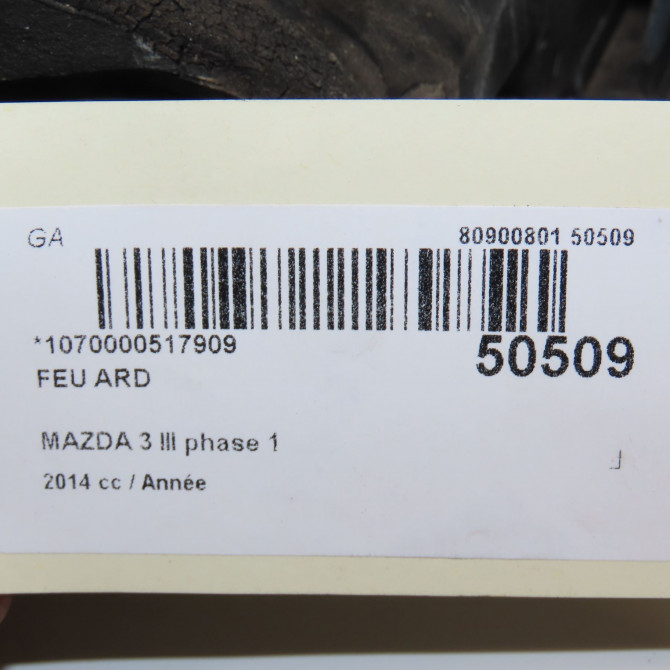 GA
80900801 50509
*1070000517909
50509
FEU ARD
MAZDA 3 III phase 1
2014 cc / Année